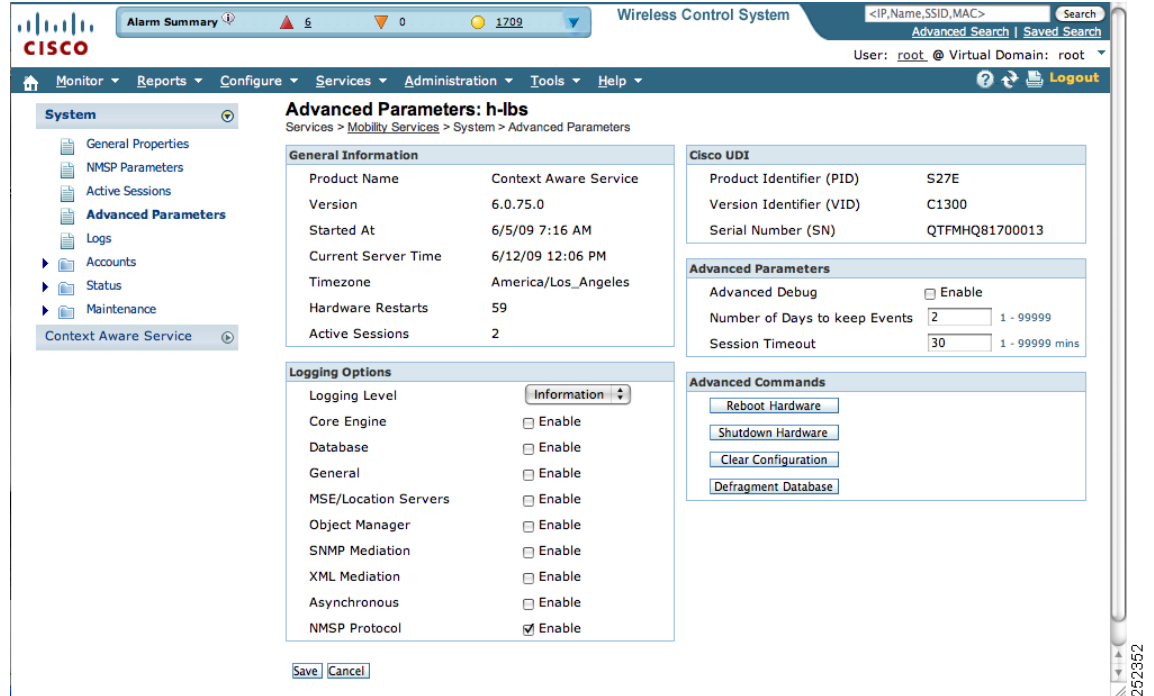 Alarm Summary
6
0
1709
Wireless Control System
<IP,Name,SSID,MAC>
Search
Advanced Search | Saved Search
CISCO
User: root @ Virtual Domain: root
Monitor Reports Configure Services Administration Tools Help
Logout
System
General Properties
NMSP Parameters
Active Sessions
Advanced Parameters
Logs
Accounts
Status
Maintenance
Context Aware Service
Advanced Parameters: h-lbs
Services > Mobility Services > System > Advanced Parameters
General Information
Product Name Context Aware Service
Version 6.0.75.0
Started At 6/5/09 7:16 AM
Current Server Time 6/12/09 12:06 PM
Timezone America/Los_Angeles
Hardware Restarts 59
Active Sessions 2
Logging Options
Logging Level Information
Core Engine Enable
Database Enable
General Enable
MSE/Location Servers Enable
Object Manager Enable
SNMP Mediation Enable
XML Mediation Enable
Asynchronous Enable
NMSP Protocol Enable
Save Cancel
Cisco UDI
Product Identifier (PID) S27E
Version Identifier (VID) C1300
Serial Number (SN) QTFMHQ81700013
Advanced Parameters
Advanced Debug Enable
Number of Days to keep Events 2 1 - 99999
Session Timeout 30 1 - 99999 mins
Advanced Commands
Reboot Hardware
Shutdown Hardware
Clear Configuration
Defragment Database
252352